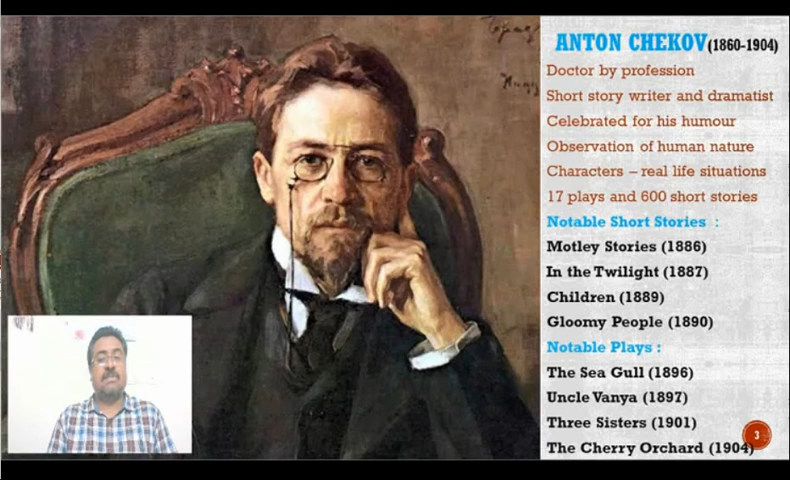 ANTON CHEKOV(1860-1904)
Doctor by profession
Short story writer and dramatist
Celebrated for his humour
Observation of human nature
Characters – real life situations
17 plays and 600 short stories
Notable Short Stories :
Motley Stories (1886)
In the Twilight (1887)
Children (1889)
Gloomy People (1890)
Notable Plays :
The Sea Gull (1896)
Uncle Vanya (1897)
Three Sisters (1901)
The Cherry Orchard (1904)
3